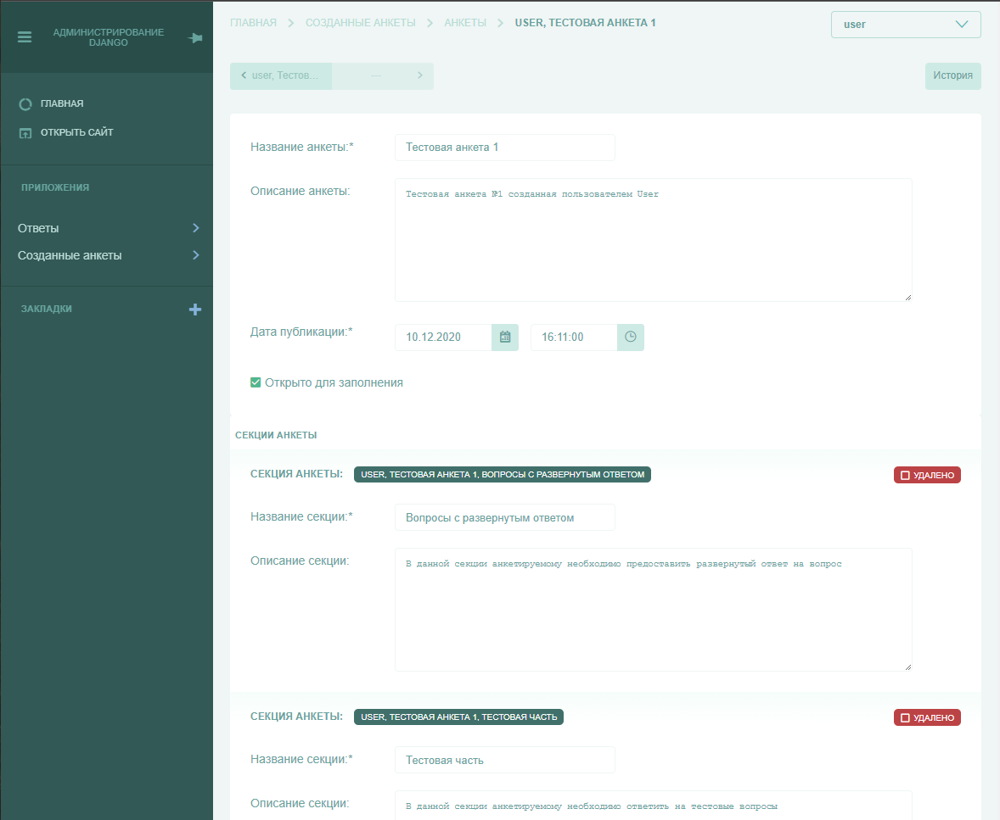 АДМИНИСТРИРОВАНИЕ
DJANGO
ГЛАВНАЯ
ОТКРЫТЬ САЙТ
ПРИЛОЖЕНИЯ
Ответы
Созданные анкеты
ЗАКЛАДКИ
ГЛАВНАЯ > СОЗДАННЫЕ АНКЕТЫ > АНКЕТЫ > USER, ТЕСТОВАЯ АНКЕТА 1
user
user, Тестов... —
История
Название анкеты:* Тестовая анкета 1
Описание анкеты: Тестовая анкета №1 созданная пользователем User
Дата публикации:* 10.12.2020 16:11:00
Открыто для заполнения
СЕКЦИИ АНКЕТЫ
СЕКЦИЯ АНКЕТЫ: USER, ТЕСТОВАЯ АНКЕТА 1, ВОПРОСЫ С РАЗВЕРНУТЫМ ОТВЕТОМ УДАЛЕНО
Название секции:* Вопросы с развернутым ответом
Описание секции: В данной секции анкетируемому необходимо предоставить развернутый ответ на вопрос
СЕКЦИЯ АНКЕТЫ: USER, ТЕСТОВАЯ АНКЕТА 1, ТЕСТОВАЯ ЧАСТЬ УДАЛЕНО
Название секции:* Тестовая часть
Описание секции: В данной секции анкетируемому необходимо ответить на тестовые вопросы